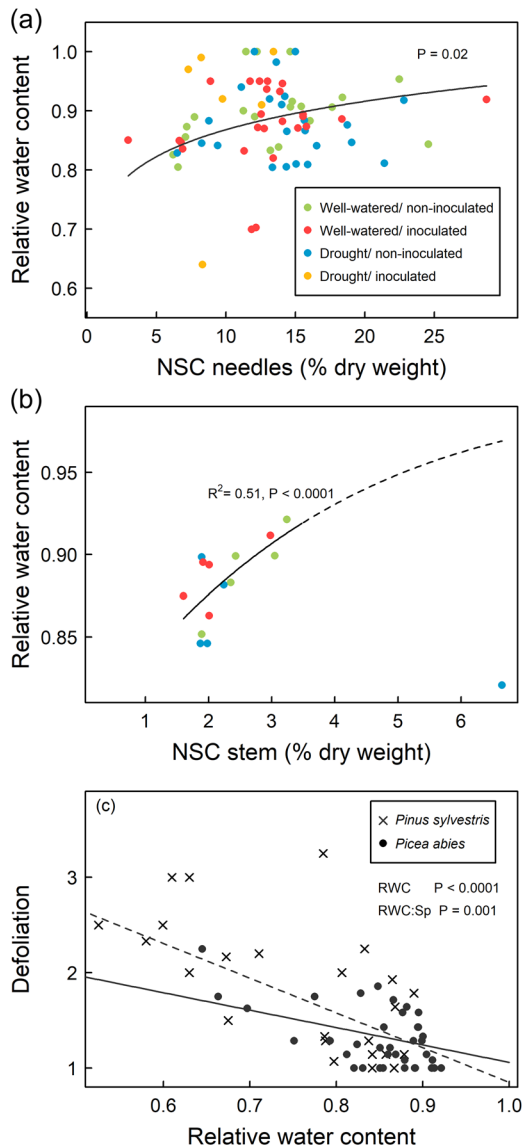 (a)
1.0
0.9
0.8
0.7
0.6
Relative water content
P = 0.02
Well-watered/ non-inoculated
Well-watered/ inoculated
Drought/ non-inoculated
Drought/ inoculated
0 5 10 15 20 25
NSC needles (% dry weight)
(b)
0.95
0.90
0.85
Relative water content
R²= 0.51, P < 0.0001
1 2 3 4 5 6
NSC stem (% dry weight)
(c)
3
2
1
Defoliation
Pinus sylvestris
Picea abies
RWC P < 0.0001
RWC:Sp P = 0.001
0.6 0.7 0.8 0.9 1.0
Relative water content